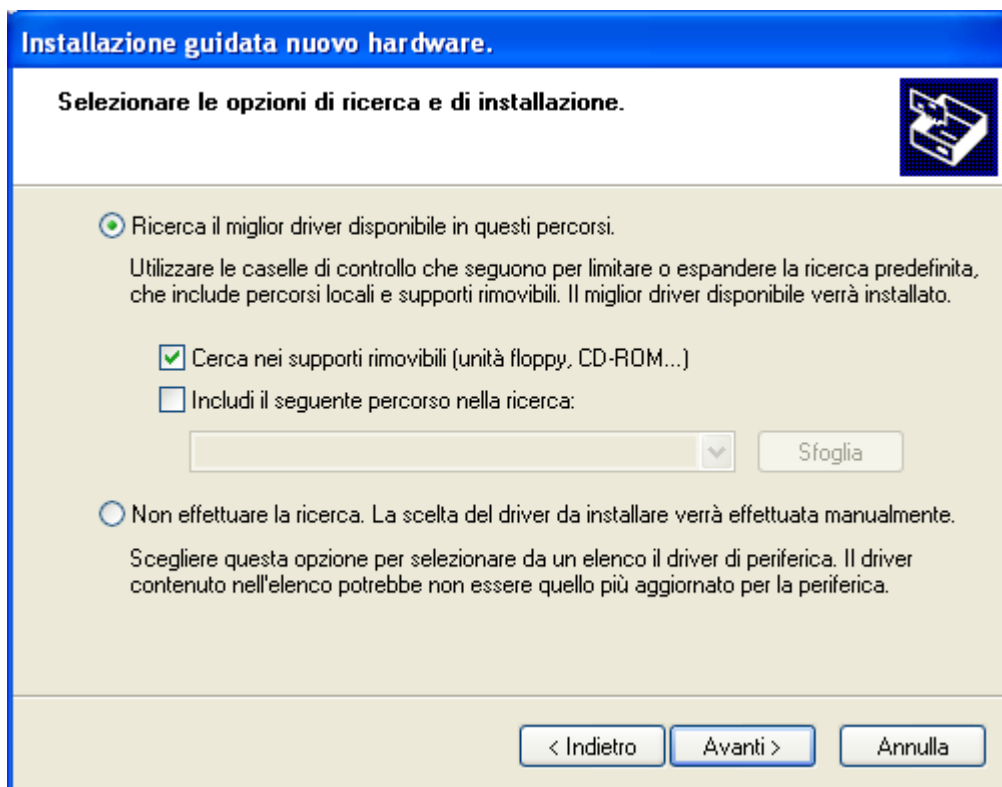 Installazione guidata nuovo hardware.
Selezionare le opzioni di ricerca e di installazione.
Ricerca il miglior driver disponibile in questi percorsi.
Utilizzare le caselle di controllo che seguono per limitare o espandere la ricerca predefinita,
che include percorsi locali e supporti rimovibili. Il miglior driver disponibile verrà installato.
Cerca nei supporti rimovibili (unità floppy, CD-ROM...)
Includi il seguente percorso nella ricerca:
Sfoglia
Non effettuare la ricerca. La scelta del driver da installare verrà effettuata manualmente.
Scegliere questa opzione per selezionare da un elenco il driver di periferica. Il driver
contenuto nell'elenco potrebbe non essere quello più aggiornato per la periferica.
< Indietro Avanti > Annulla